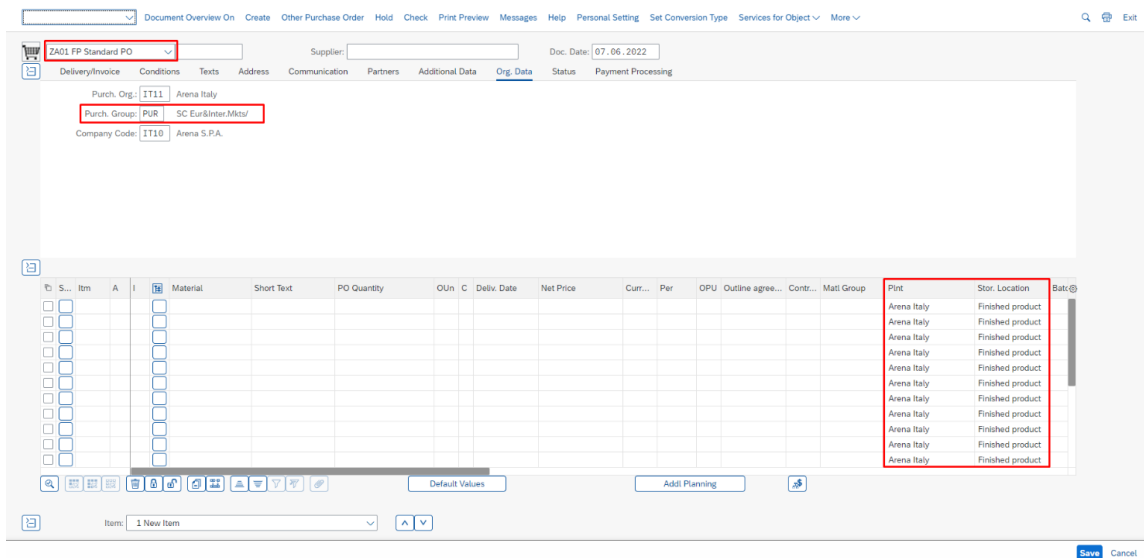 Document Overview On Create Other Purchase Order Hold Check Print Preview Messages Help Personal Setting Set Conversion Type Services for Object More Exit
ZA01 FP Standard PO Supplier: Doc. Date: 07.06.2022
Delivery/Invoice Conditions Texts Address Communication Partners Additional Data Org. Data Status Payment Processing
Purch. Org.: IT11 Arena Italy
Purch. Group: PUR SC Eur&Inter.Mkts/
Company Code: IT10 Arena S.P.A.
S... Itm A I Material Short Text PO Quantity OUn C Deliv. Date Net Price Curr... Per OPU Outline agree... Contr... Matl Group Plnt Stor. Location Batc
Arena Italy Finished product
Arena Italy Finished product
Arena Italy Finished product
Arena Italy Finished product
Arena Italy Finished product
Arena Italy Finished product
Arena Italy Finished product
Arena Italy Finished product
Arena Italy Finished product
Arena Italy Finished product
Arena Italy Finished product
Default Values Addl Planning
Item: 1 New Item
Save Cancel